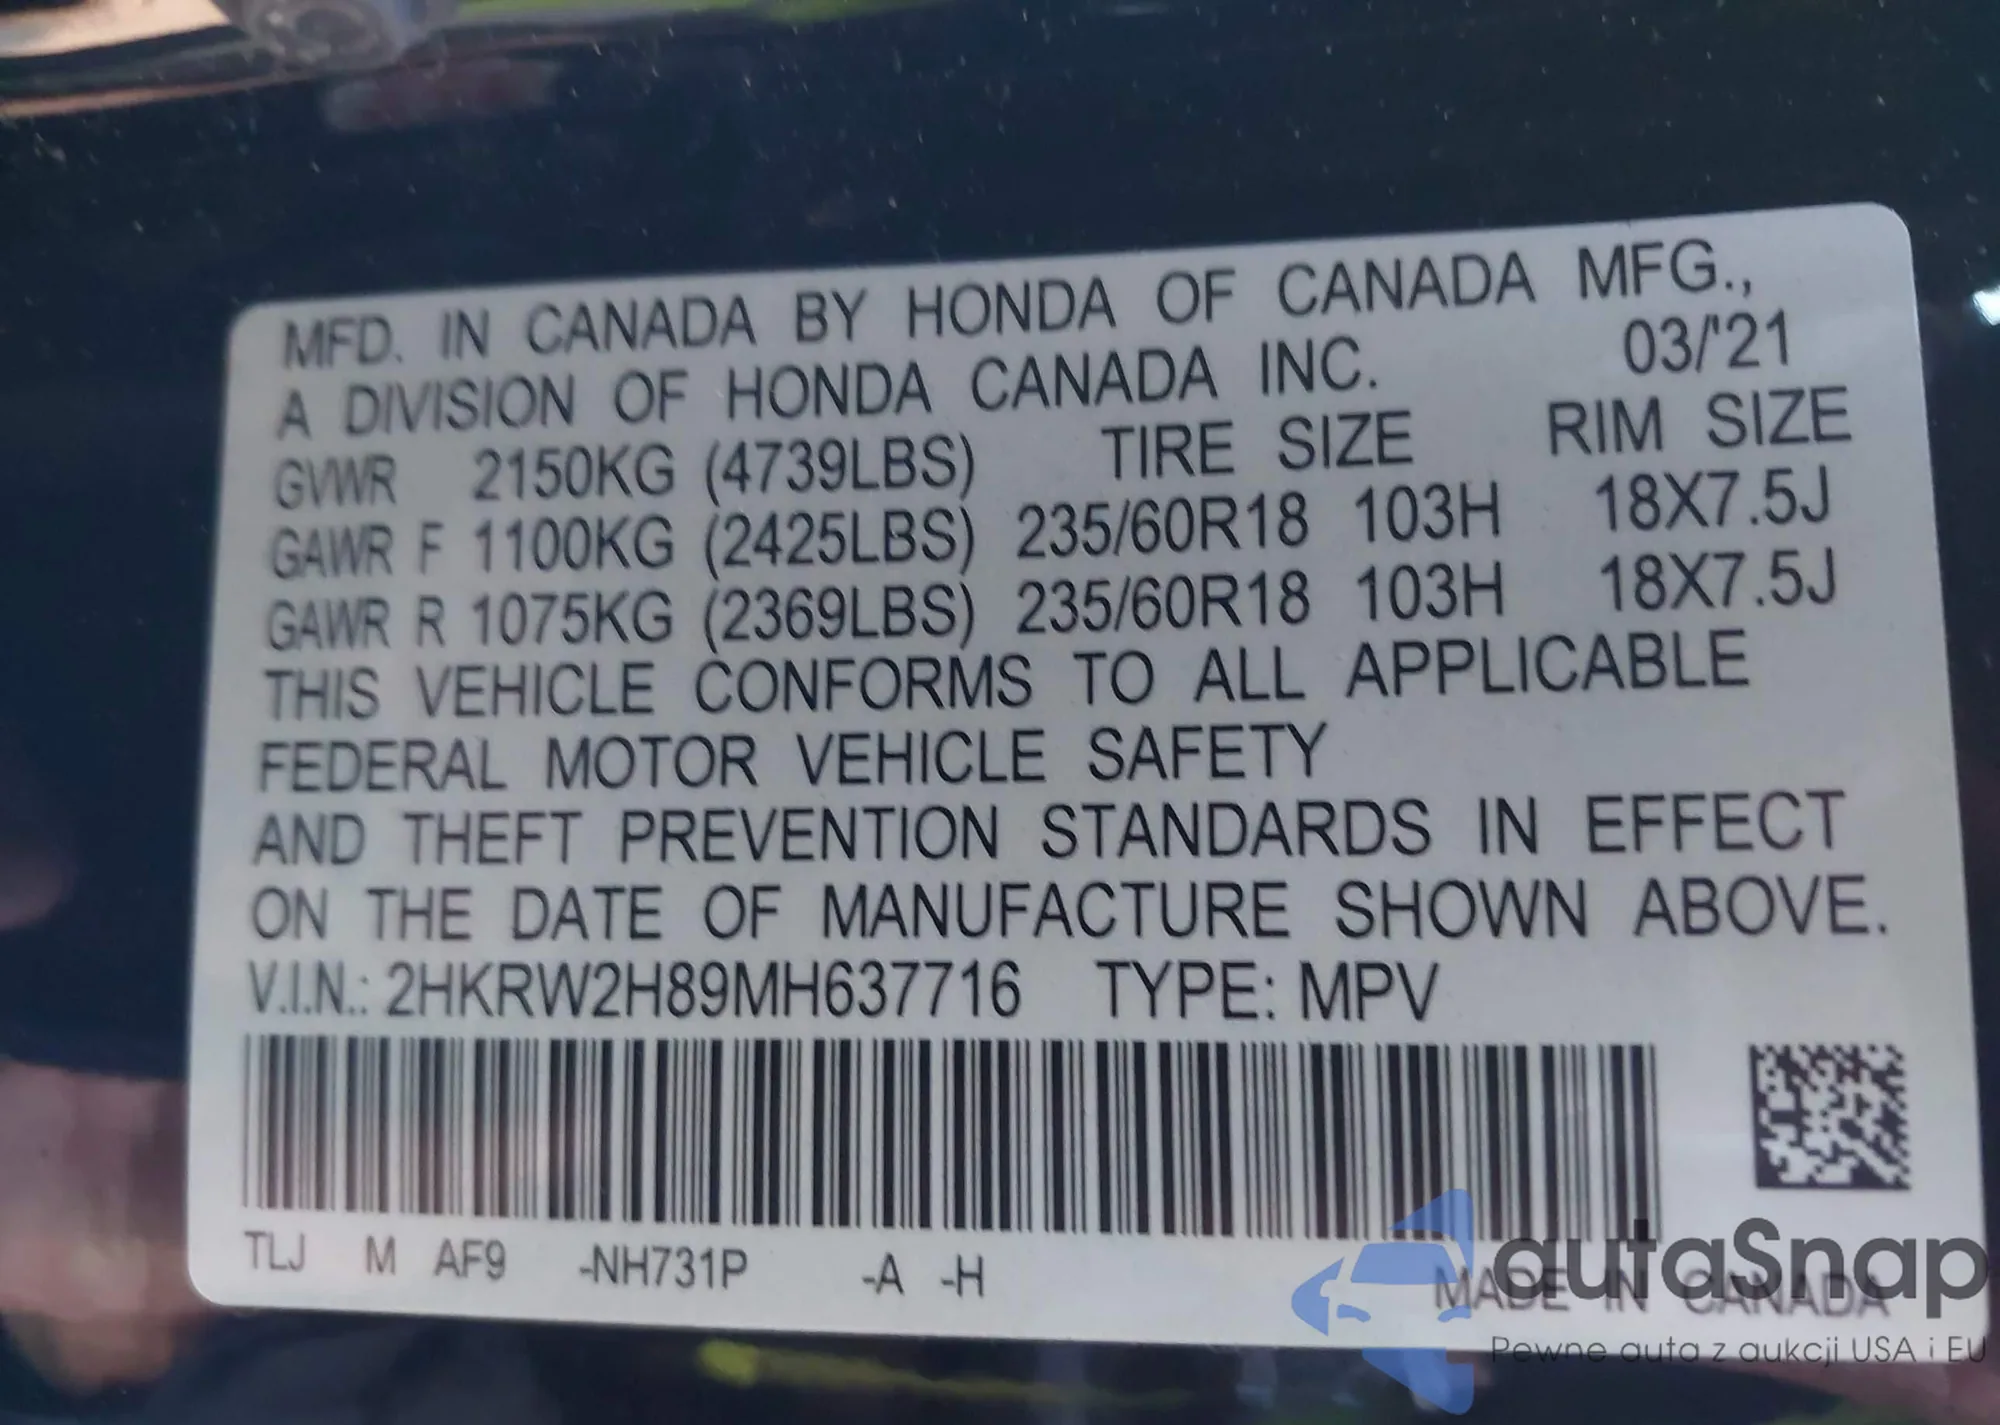 MFD. IN CANADA BY HONDA OF CANADA MFG.,
A DIVISION OF HONDA CANADA INC. 03/'21
GVWR 2150KG (4739LBS) TIRE SIZE RIM SIZE
GAWR F 1100KG (2425LBS) 235/60R18 103H 18X7.5J
GAWR R 1075KG (2369LBS) 235/60R18 103H 18X7.5J
THIS VEHICLE CONFORMS TO ALL APPLICABLE
FEDERAL MOTOR VEHICLE SAFETY
AND THEFT PREVENTION STANDARDS IN EFFECT
ON THE DATE OF MANUFACTURE SHOWN ABOVE.
V.I.N.: 2HKRW2H89MH637716 TYPE: MPV
TLJ M AF9 -NH731P -A -H
MADE IN CANADA
autaSnap
Pewne auta z aukcji USA i EU